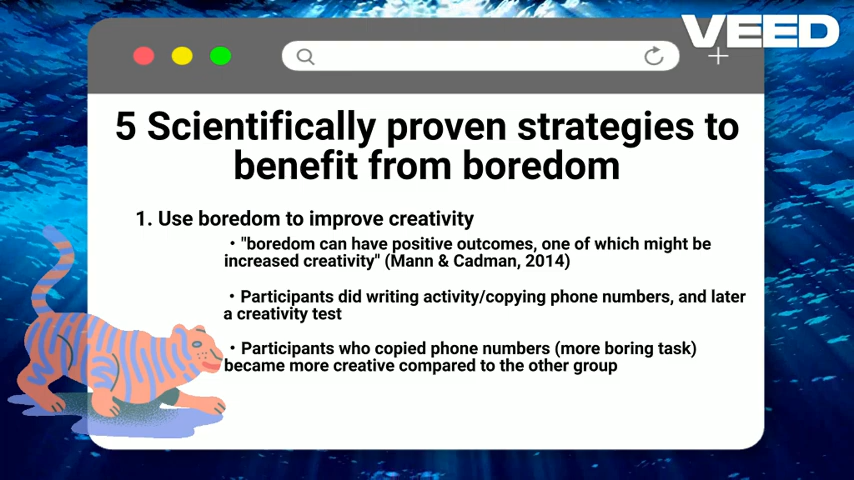 VEED
5 Scientifically proven strategies to
benefit from boredom
1. Use boredom to improve creativity
• "boredom can have positive outcomes, one of which might be
increased creativity" (Mann & Cadman, 2014)
• Participants did writing activity/copying phone numbers, and later
a creativity test
• Participants who copied phone numbers (more boring task)
became more creative compared to the other group